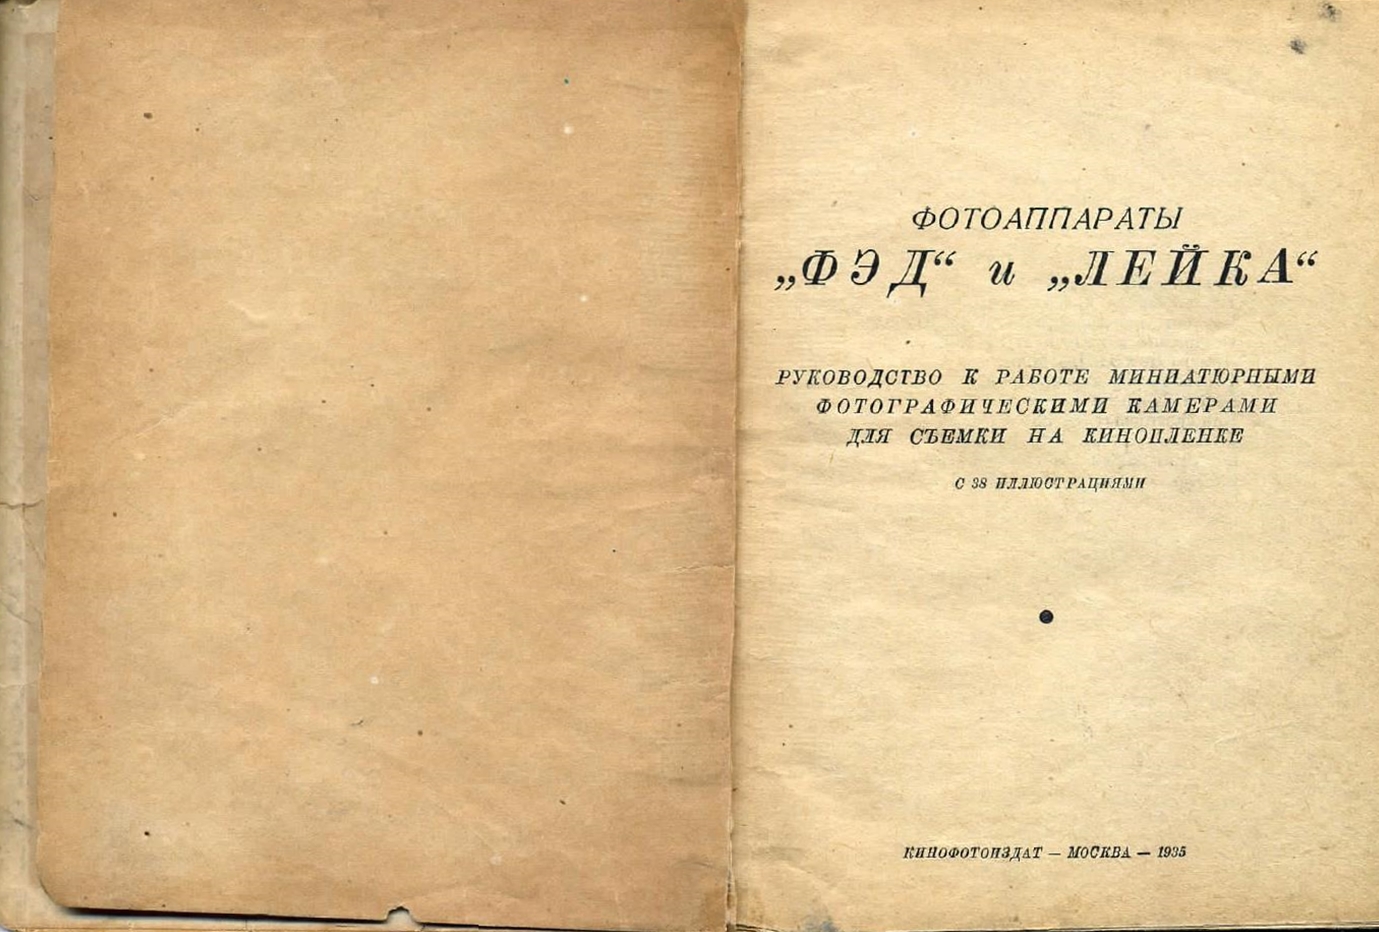 ФОТОАППАРАТЫ
„ФЭД“ и „ЛЕЙКА“
РУКОВОДСТВО К РАБОТЕ МИНИАТЮРНЫМИ
ФОТОГРАФИЧЕСКИМИ КАМЕРАМИ
ДЛЯ СЪЕМКИ НА КИНОПЛЕНКЕ
С 38 ИЛЛЮСТРАЦИЯМИ
КИНОФОТОИЗДАТ — МОСКВА — 1935